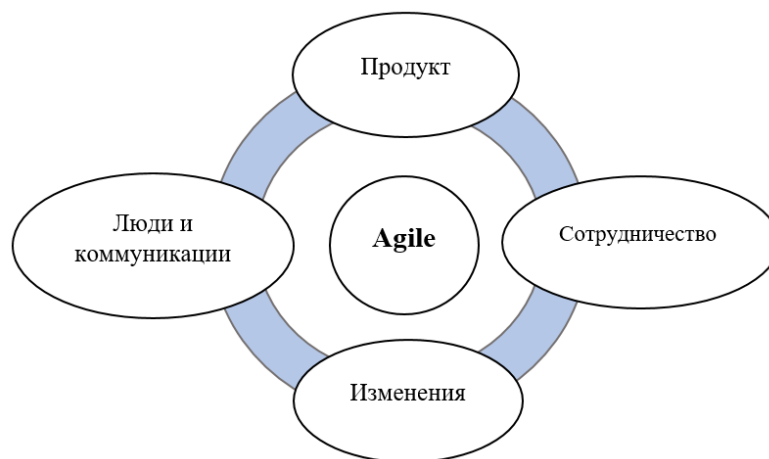 Продукт
Люди и
коммуникации
Agile
Сотрудничество
Изменения